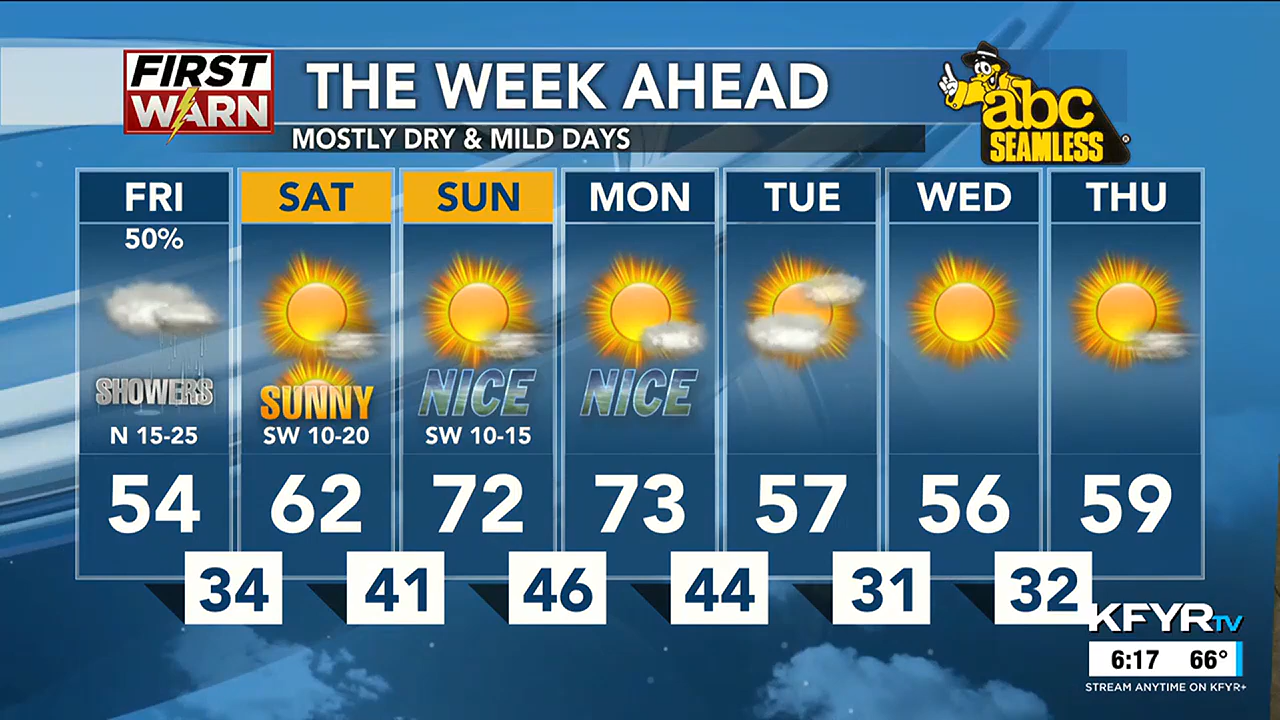 FIRST
WARN
THE WEEK AHEAD
MOSTLY DRY & MILD DAYS
abc
SEAMLESS
FRI SAT SUN MON TUE WED THU
50%
SHOWERS SUNNY NICE NICE
N 15-25 SW 10-20 SW 10-15
54 62 72 73 57 56 59
34 41 46 44 31 32
KFYR TV
6:17 66°
STREAM ANYTIME ON KFYR+